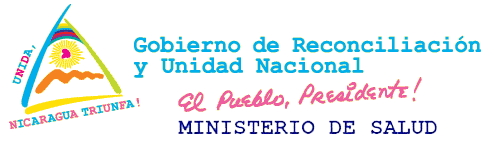 UNIDA,
NICARAGUA TRIUNFA!
Gobierno de Reconciliación
y Unidad Nacional
El Pueblo, Presidente!
MINISTERIO DE SALUD